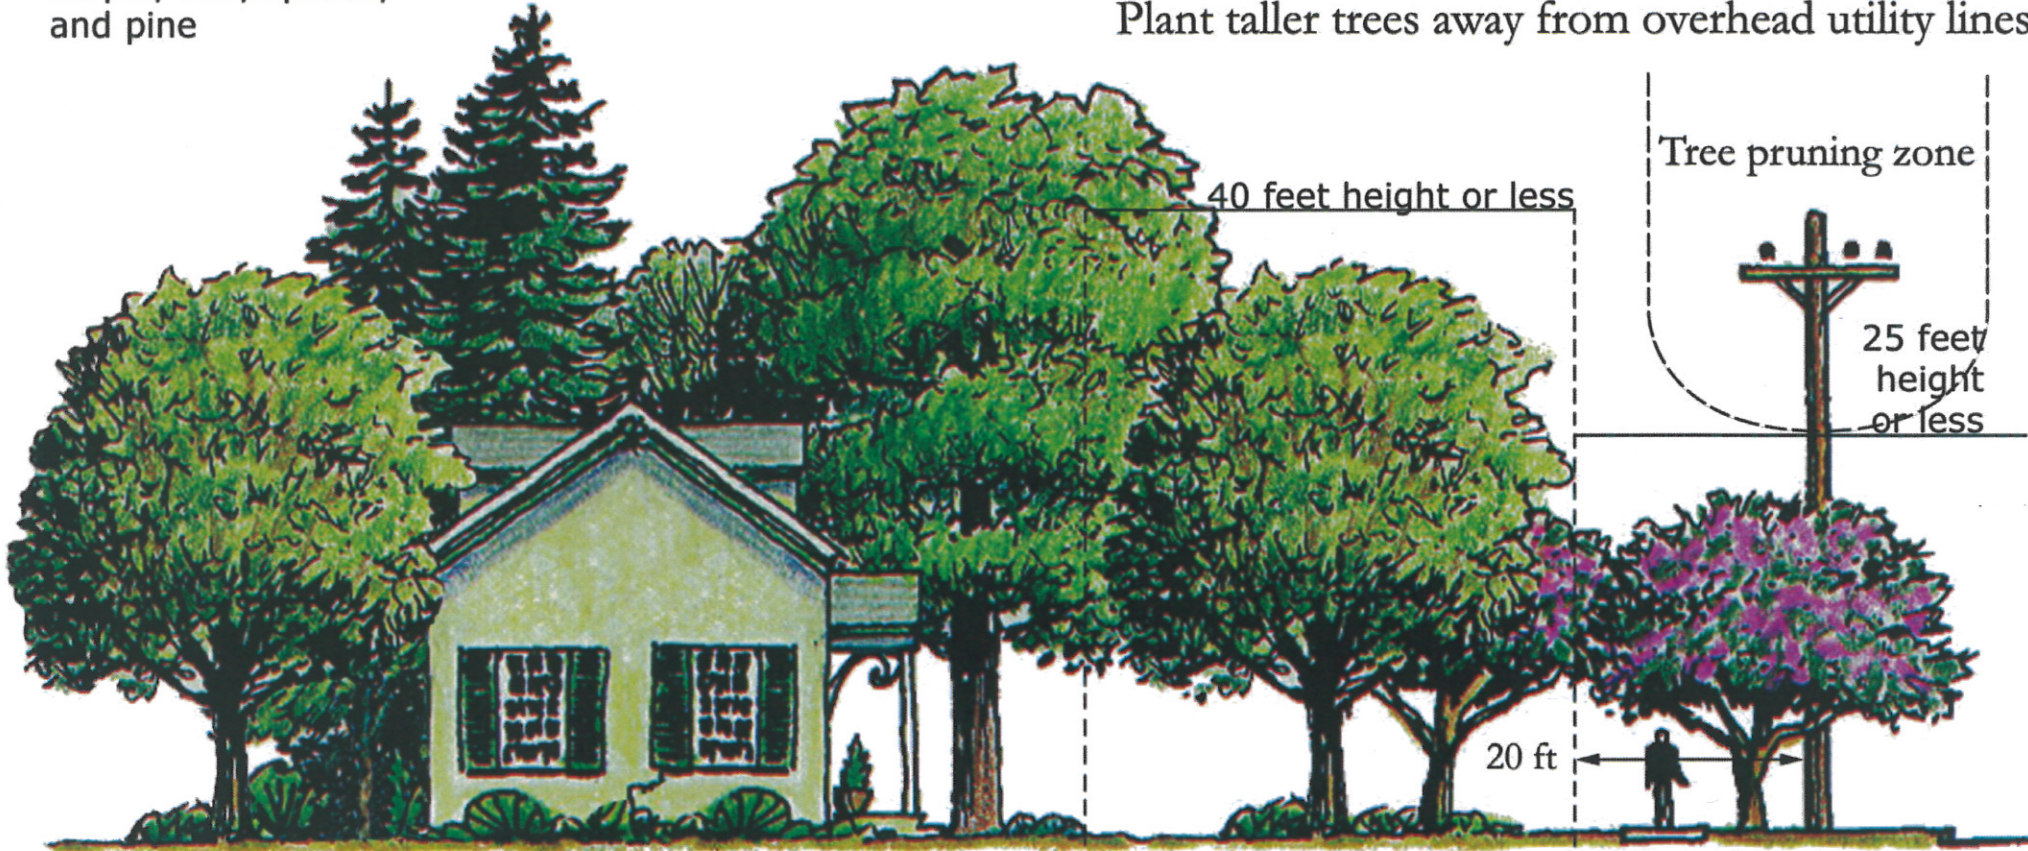 and pine
Plant taller trees away from overhead utility lines
Tree pruning zone
40 feet height or less
25 feet
height
or less
20 ft